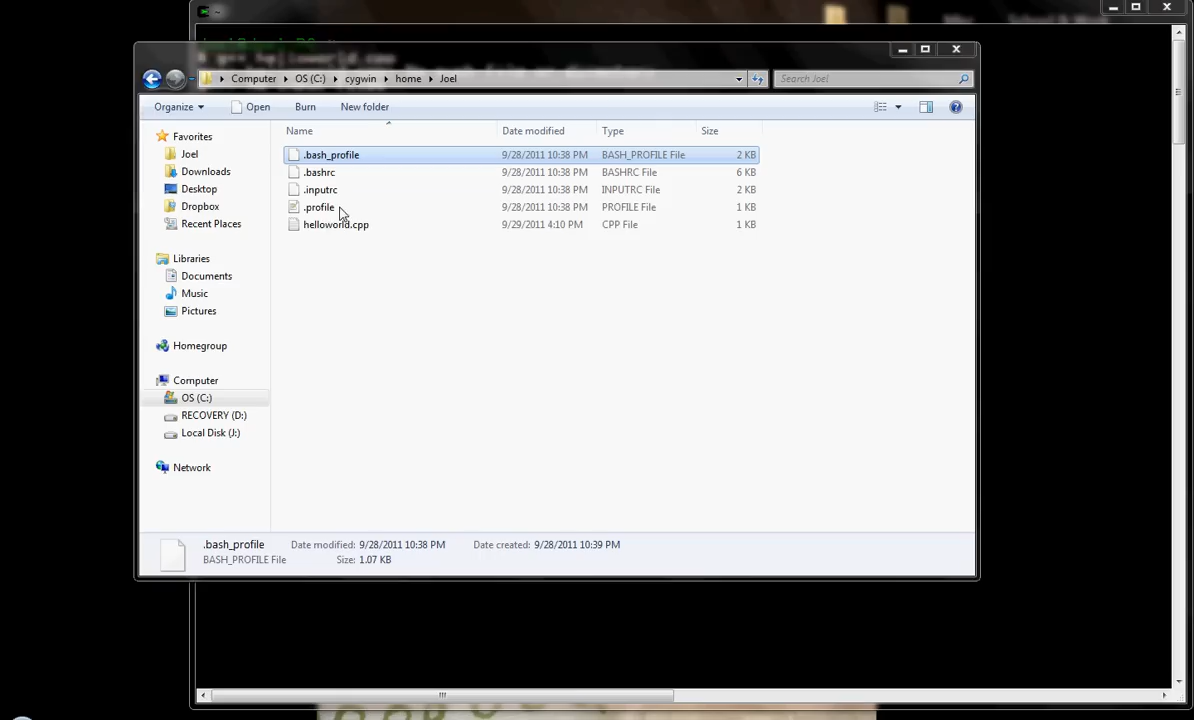 ~
Computer ▸ OS (C:) ▸ cygwin ▸ home ▸ Joel
Search Joel
Organize Open Burn New folder
Name Date modified Type Size
Favorites
Joel
Downloads
Desktop
Dropbox
Recent Places
Libraries
Documents
Music
Pictures
Homegroup
Computer
OS (C:)
RECOVERY (D:)
Local Disk (J:)
Network
.bash_profile 9/28/2011 10:38 PM BASH_PROFILE File 2 KB
.bashrc 9/28/2011 10:38 PM BASHRC File 6 KB
.inputrc 9/28/2011 10:38 PM INPUTRC File 2 KB
.profile 9/28/2011 10:38 PM PROFILE File 1 KB
helloworld.cpp 9/29/2011 4:10 PM CPP File 1 KB
.bash_profile Date modified: 9/28/2011 10:38 PM Date created: 9/28/2011 10:39 PM
BASH_PROFILE File Size: 1.07 KB